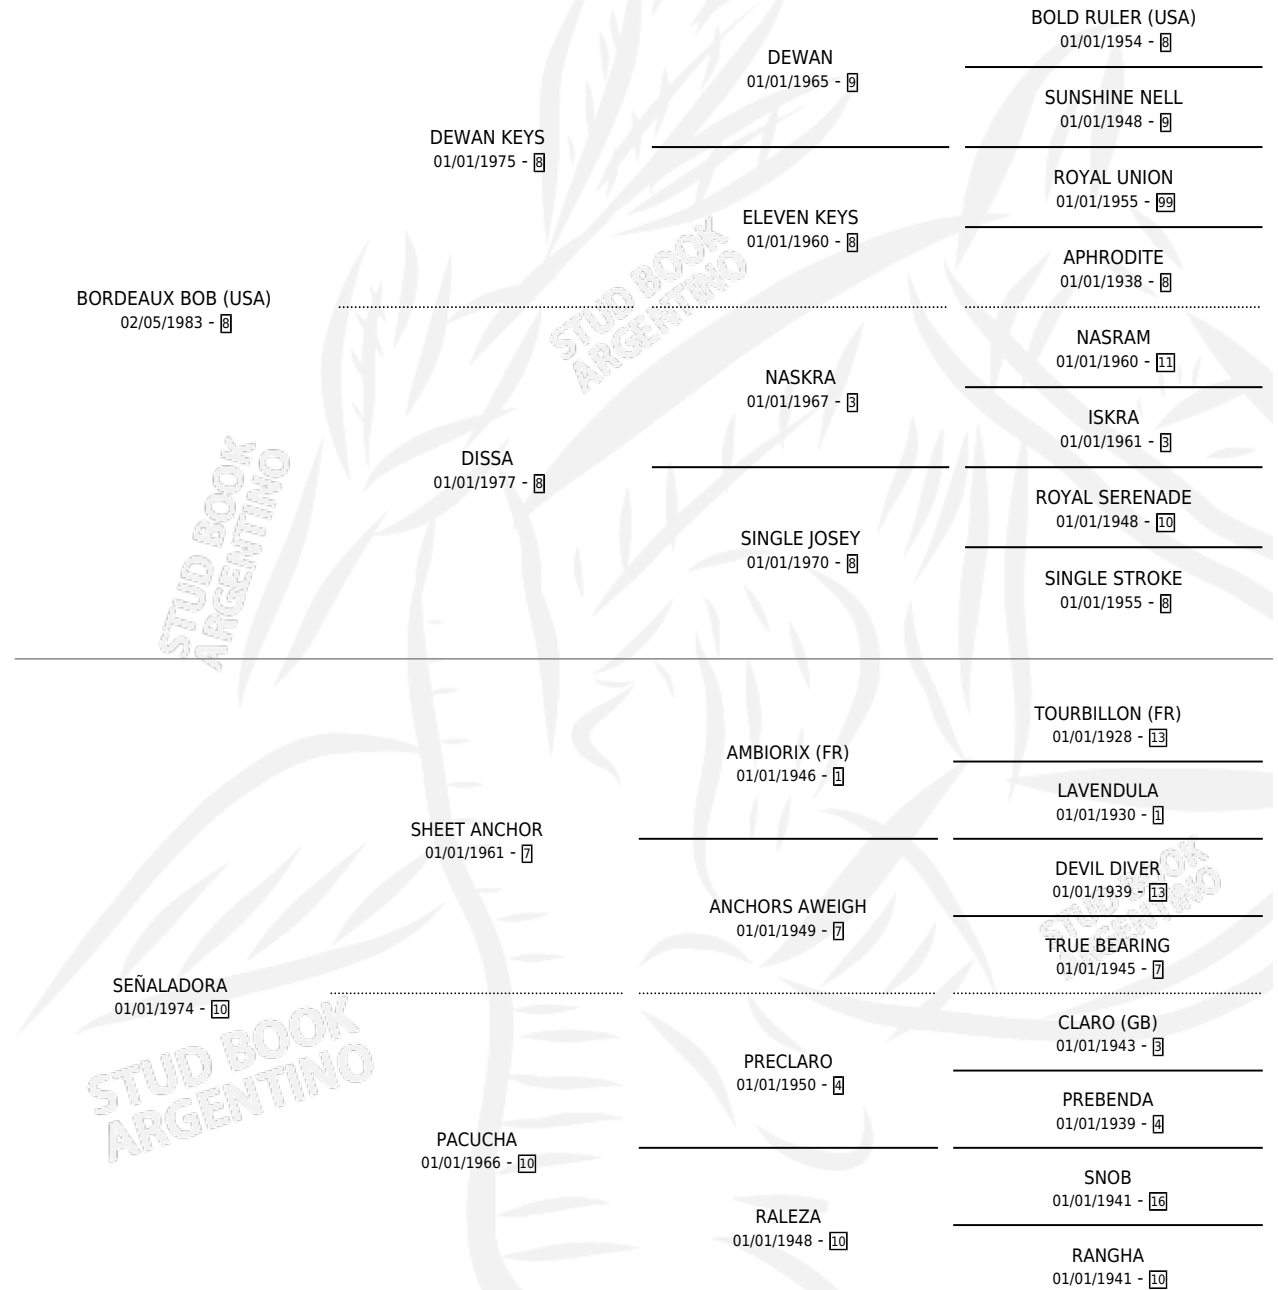 BOLD RULER (USA)
01/01/1954 - 8
DEWAN
01/01/1965 - 9
SUNSHINE NELL
01/01/1948 - 9
DEWAN KEYS
01/01/1975 - 8
ROYAL UNION
01/01/1955 - 99
ELEVEN KEYS
01/01/1960 - 8
APHRODITE
01/01/1938 - 8
BORDEAUX BOB (USA)
02/05/1983 - 8
STUD BOOK
ARGENTINO
NASRAM
01/01/1960 - 11
NASKRA
01/01/1967 - 3
ISKRA
01/01/1961 - 3
DISSA
01/01/1977 - 8
ROYAL SERENADE
01/01/1948 - 10
SINGLE JOSEY
01/01/1970 - 8
SINGLE STROKE
01/01/1955 - 8
STUD BOOK
ARGENTINO
TOURBILLON (FR)
01/01/1928 - 13
AMBIORIX (FR)
01/01/1946 - 1
LAVENDULA
01/01/1930 - 1
SHEET ANCHOR
01/01/1961 - 7
DEVIL DIVER
01/01/1939 - 13
ANCHORS AWEIGH
01/01/1949 - 7
STUD BOOK
ARGENTINO
TRUE BEARING
01/01/1945 - 7
SEÑALADORA
01/01/1974 - 10
CLARO (GB)
01/01/1943 - 3
PRECLARO
01/01/1950 - 4
STUD BOOK
ARGENTINO
PREBENDA
01/01/1939 - 4
PACUCHA
01/01/1966 - 10
SNOB
01/01/1941 - 16
RALEZA
01/01/1948 - 10
RANGHA
01/01/1941 - 10